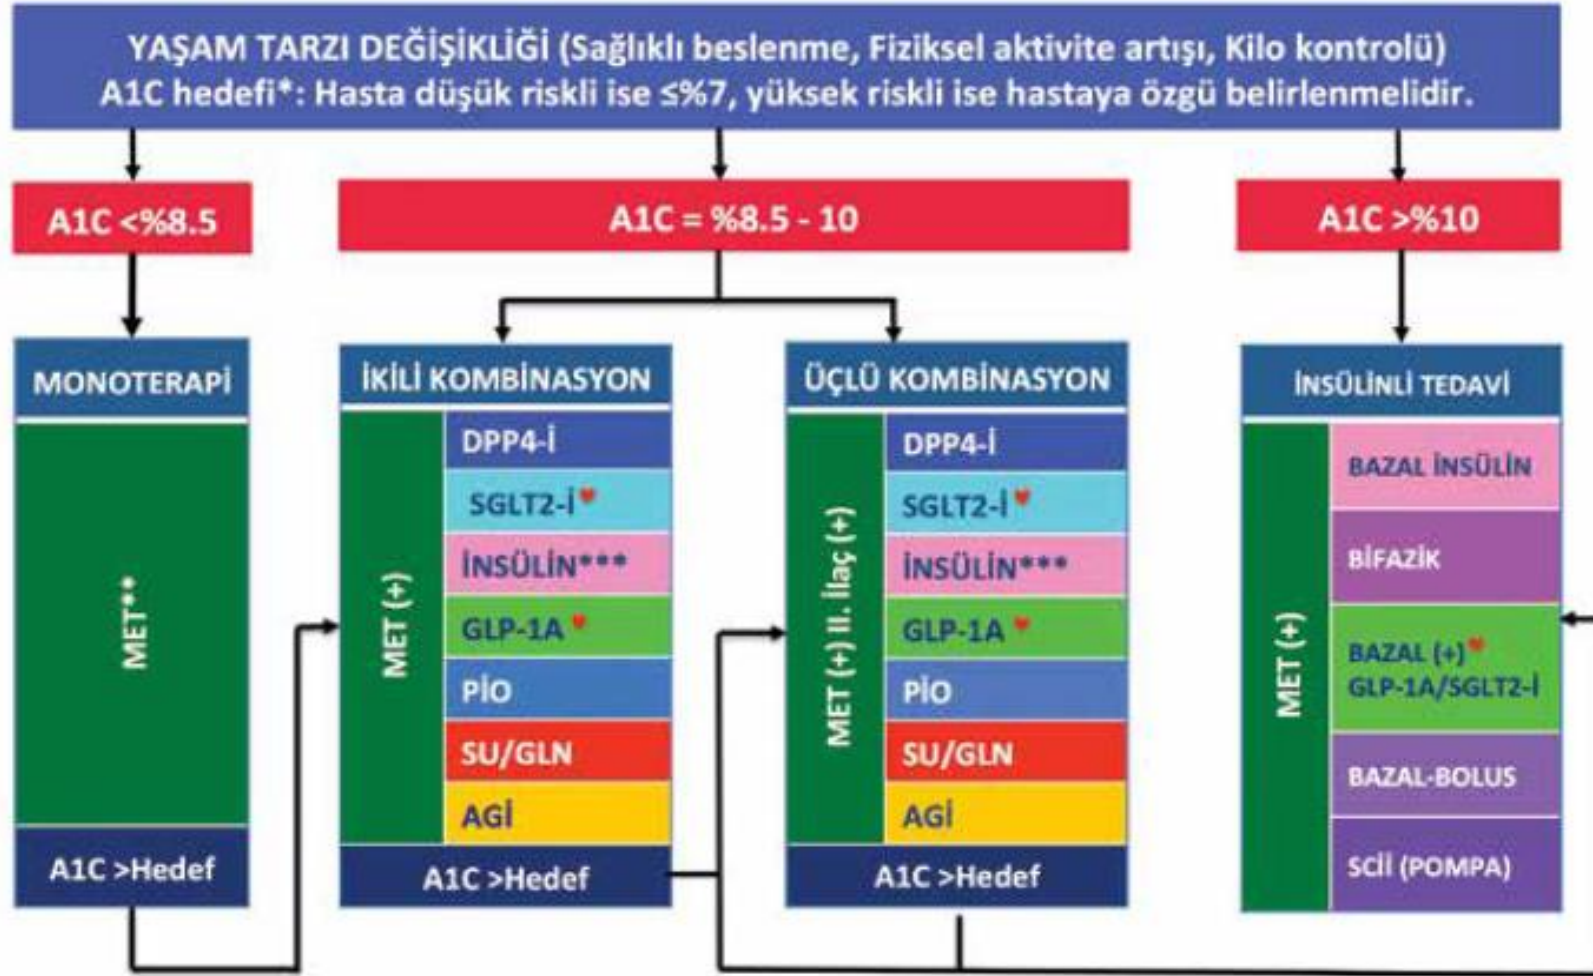 YAŞAM TARZI DEĞİŞİKLİĞİ (Sağlıklı beslenme, Fiziksel aktivite artışı, Kilo kontrolü)
A1C hedefi*: Hasta düşük riskli ise ≤%7, yüksek riskli ise hastaya özgü belirlenmelidir.
A1C <%8.5
A1C = %8.5 - 10
A1C >%10
MONOTERAPİ
MET**
A1C >Hedef
İKİLİ KOMBİNASYON
MET (+)
DPP4-İ
SGLT2-İ♥
İNSÜLİN***
GLP-1A♥
PİO
SU/GLN
AGİ
A1C >Hedef
ÜÇLÜ KOMBİNASYON
MET (+) II. İlaç (+)
DPP4-İ
SGLT2-İ♥
İNSÜLİN***
GLP-1A♥
PİO
SU/GLN
AGİ
A1C >Hedef
İNSÜLİNLİ TEDAVİ
MET (+)
BAZAL İNSÜLİN
BİFAZİK
BAZAL (+)♥
GLP-1A/SGLT2-İ
BAZAL-BOLUS
SCİİ (POMPA)